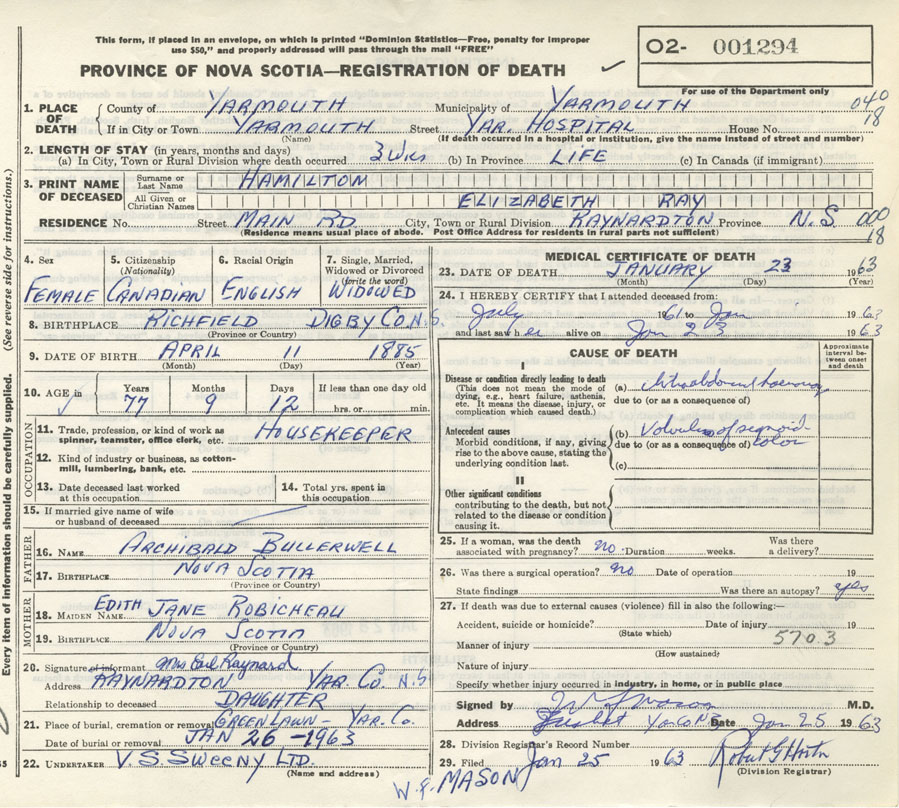 This form, if placed in an envelope, on which is printed "Dominion Statistics—Free, penalty for improper
use $50," and properly addressed will pass through the mail "FREE"
O2- 001294
PROVINCE OF NOVA SCOTIA—REGISTRATION OF DEATH
For use of the Department only
1. PLACE OF DEATH
County of YARMOUTH Municipality of YARMOUTH 040
If in City or Town YARMOUTH Street YAR. HOSPITAL House No. 18
(Name) (If death occurred in a hospital or institution, give the name instead of street and number)
2. LENGTH OF STAY (in years, months and days)
(a) In City, Town or Rural Division where death occurred 3 WKS (b) In Province LIFE (c) In Canada (if immigrant)
3. PRINT NAME OF DECEASED
Surname or Last Name HAMILTON
All Given or Christian Names ELIZABETH RAY
RESIDENCE No. Street MAIN RD. City, Town or Rural Division RAYNARDTON Province N.S 000
(Residence means usual place of abode. Post Office Address for residents in rural parts not sufficient) 18
(See reverse side for instructions.)
Every item of information should be carefully supplied.
4. Sex 5. Citizenship (Nationality) 6. Racial Origin 7. Single, Married, Widowed or Divorced (write the word)
FEMALE CANADIAN ENGLISH WIDOWED
8. BIRTHPLACE RICHFIELD DIGBY CO. N.S.
(Province or Country)
9. DATE OF BIRTH APRIL 11 1885
(Month) (Day) (Year)
10. AGE in Years Months Days If less than one day old
77 9 12 hrs. or min.
OCCUPATION
11. Trade, profession, or kind of work as spinner, teamster, office clerk, etc. HOUSEKEEPER
12. Kind of industry or business, as cotton-mill, lumbering, bank, etc.
13. Date deceased last worked at this occupation
14. Total yrs. spent in this occupation
15. If married give name of wife or husband of deceased
FATHER
16. NAME ARCHIBALD BULLERWELL
17. BIRTHPLACE NOVA SCOTIA
(Province or Country)
MOTHER
18. MAIDEN NAME EDITH JANE ROBICHEAU
19. BIRTHPLACE NOVA SCOTIA
(Province or Country)
20. Signature of informant Mrs Earl Raynard
Address RAYNARDTON YAR CO. N.S
Relationship to deceased DAUGHTER
21. Place of burial, cremation or removal GREENLAWN - YAR. CO.
Date of burial or removal JAN 26 - 1963
22. UNDERTAKER V.S. SWEENY LTD.
(Name and address)
MEDICAL CERTIFICATE OF DEATH
23. DATE OF DEATH JANUARY 23 1963
(Month) (Day) (Year)
24. I HEREBY CERTIFY that I attended deceased from:
July 1961 to Jan 1963
and last saw her alive on Jan 23 1963
CAUSE OF DEATH
Approximate interval between onset and death
I
Disease or condition directly leading to death (a)
(This does not mean the mode of dying, e.g., heart failure, asthenia, etc. It means the disease, injury, or complication which caused death.)
due to (or as a consequence of)
Antecedent causes (b) Volvulus of sigmoid
Morbid conditions, if any, giving rise to the above cause, stating the underlying condition last.
due to (or as a consequence of) colon
(c)
II
Other significant conditions contributing to the death, but not related to the disease or condition causing it.
25. If a woman, was the death associated with pregnancy? no Duration weeks. Was there a delivery?
26. Was there a surgical operation? no Date of operation 19
State findings Was there an autopsy? yes
27. If death was due to external causes (violence) fill in also the following:—
Accident, suicide or homicide? Date of injury 19
(State which)
570.3
Manner of injury
(How sustained?)
Nature of injury
Specify whether injury occurred in industry, in home, or in public place
Signed by M.D.
Address Yar Co NS Date Jan 25 1963
28. Division Registrar's Record Number
29. Filed Jan 25 1963 Robert G Horton
(Division Registrar)
W.F. MASON